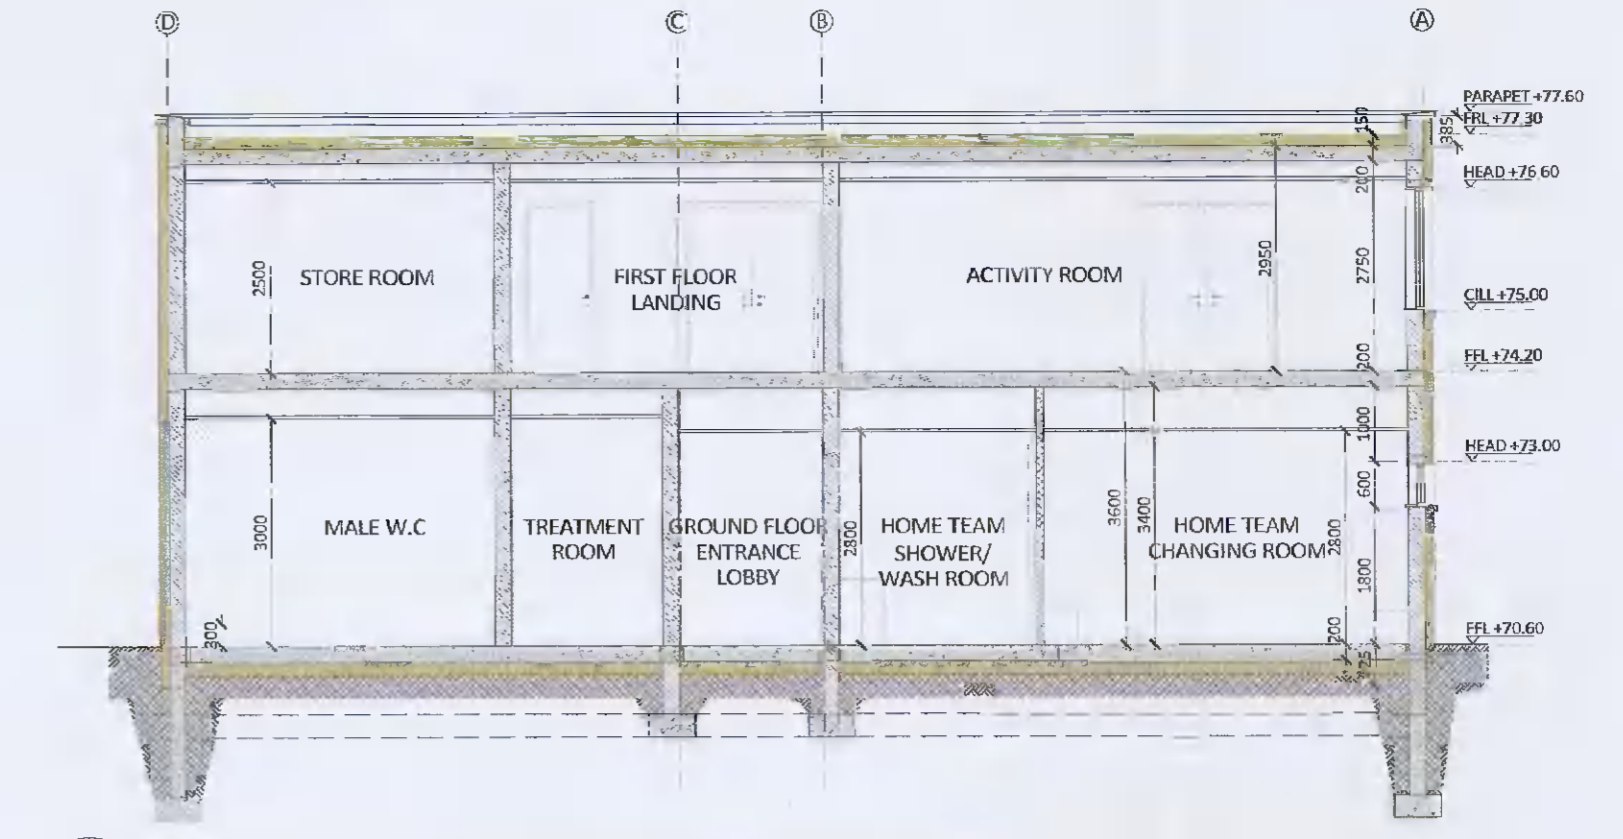 D
C
B
A
PARAPET +77.60
FRL +77.30
150
385
HEAD +76.60
200
STORE ROOM
FIRST FLOOR
LANDING
ACTIVITY ROOM
2500
2950
2750
CILL +75.00
200
FFL +74.20
1000
HEAD +73.00
600
MALE W.C
TREATMENT
ROOM
GROUND FLOOR
ENTRANCE
LOBBY
HOME TEAM
SHOWER/
WASH ROOM
HOME TEAM
CHANGING ROOM
3000
2800
3600
3400
2800
1800
300
200
FFL +70.60